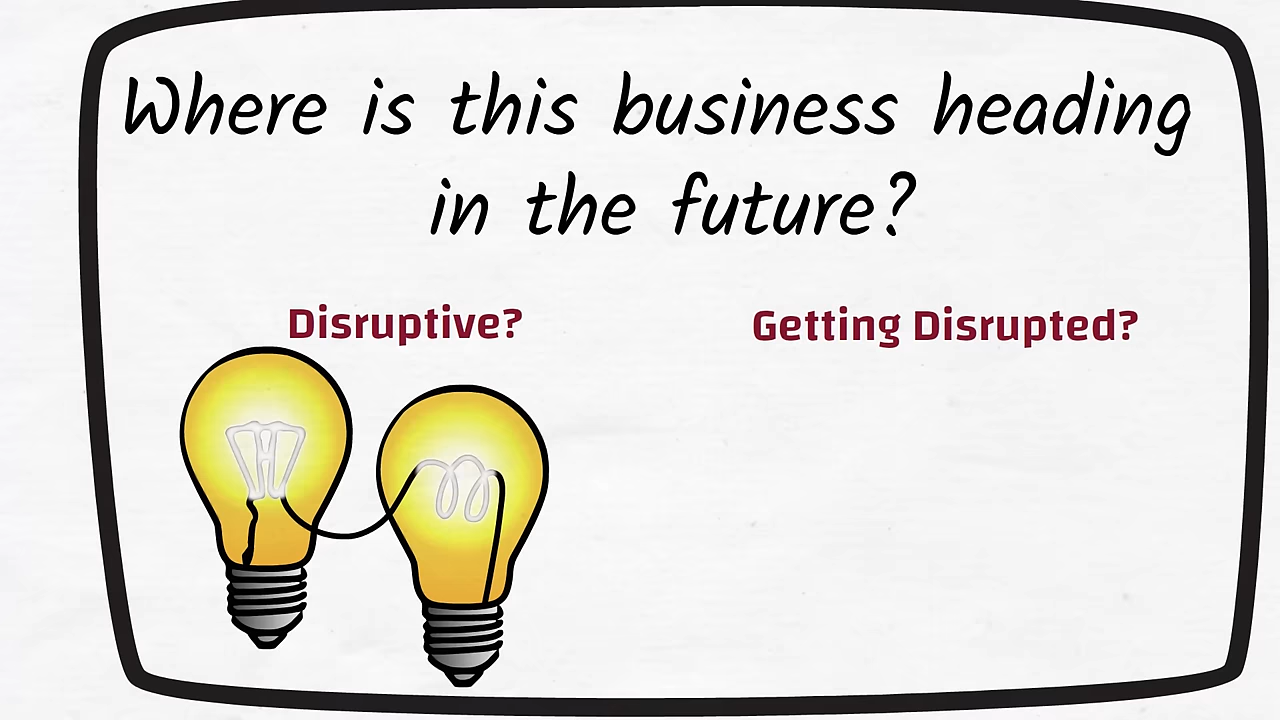 Where is this business heading
in the future?
Disruptive?
Getting Disrupted?